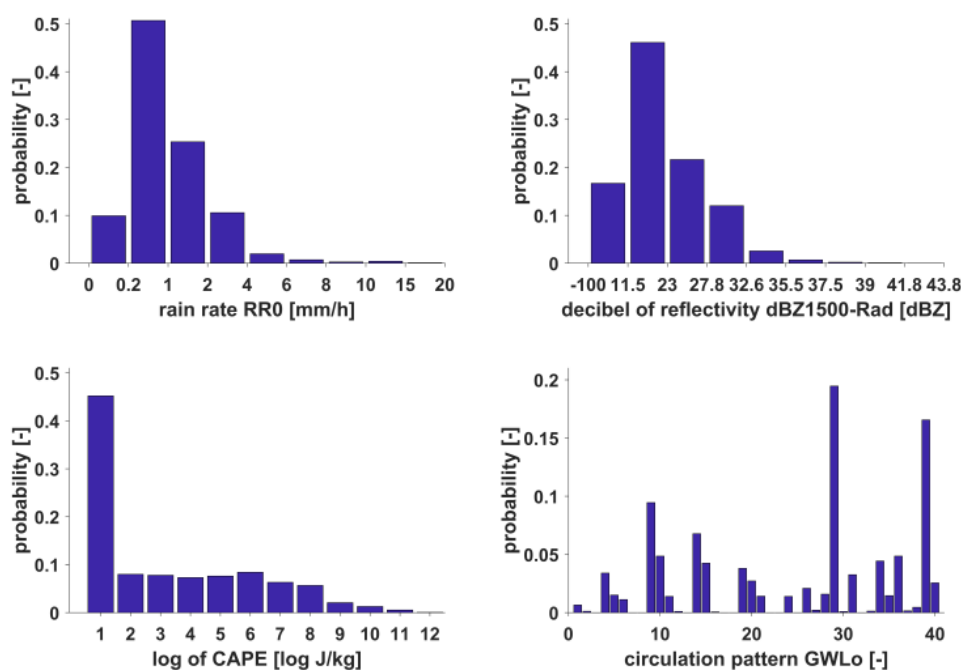 0.5
0.4
0.3
0.2
0.1
0
probability [-]
0 0.2 1 2 4 6 8 10 15 20
rain rate RR0 [mm/h]
0.5
0.4
0.3
0.2
0.1
0
probability [-]
-100 11.5 23 27.8 32.6 35.5 37.5 39 41.8 43.8
decibel of reflectivity dBZ1500-Rad [dBZ]
0.5
0.4
0.3
0.2
0.1
0
probability [-]
1 2 3 4 5 6 7 8 9 10 11 12
log of CAPE [log J/kg]
0.2
0.15
0.1
0.05
0
probability [-]
0 10 20 30 40
circulation pattern GWLo [-]